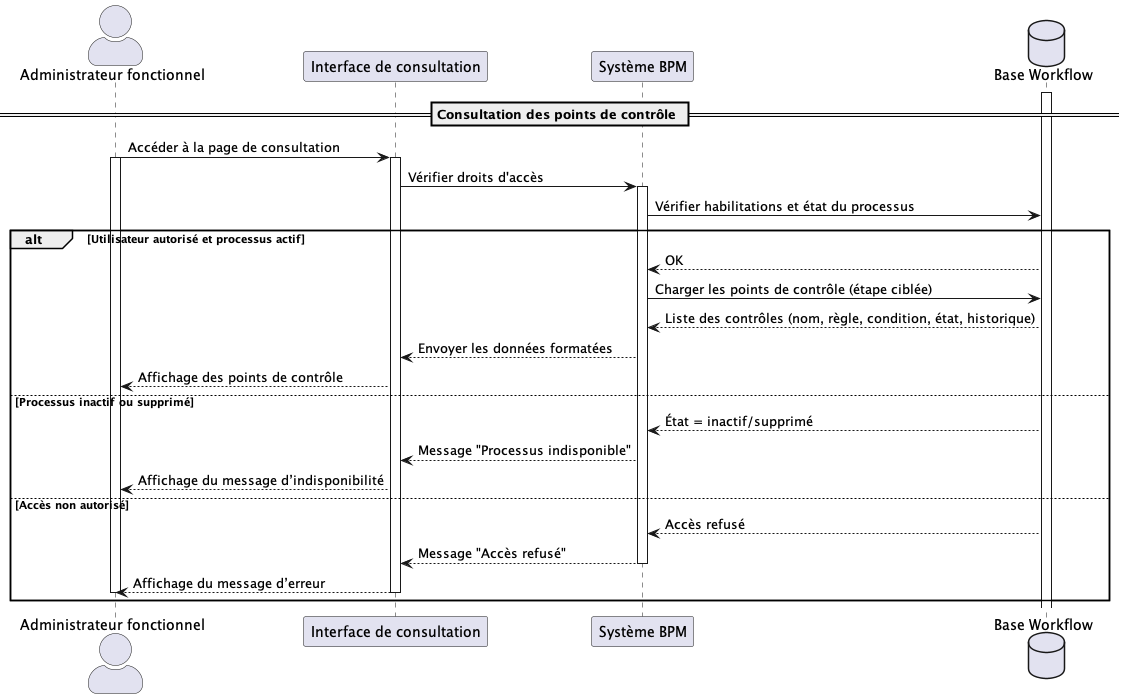 Administrateur fonctionnel
Interface de consultation
Système BPM
Base Workflow
Consultation des points de contrôle
Accéder à la page de consultation
Vérifier droits d'accès
Vérifier habilitations et état du processus
alt
[Utilisateur autorisé et processus actif]
OK
Charger les points de contrôle (étape ciblée)
Liste des contrôles (nom, règle, condition, état, historique)
Envoyer les données formatées
Affichage des points de contrôle
[Processus inactif ou supprimé]
État = inactif/supprimé
Message "Processus indisponible"
Affichage du message d’indisponibilité
[Accès non autorisé]
Accès refusé
Message "Accès refusé"
Affichage du message d’erreur
Administrateur fonctionnel
Interface de consultation
Système BPM
Base Workflow